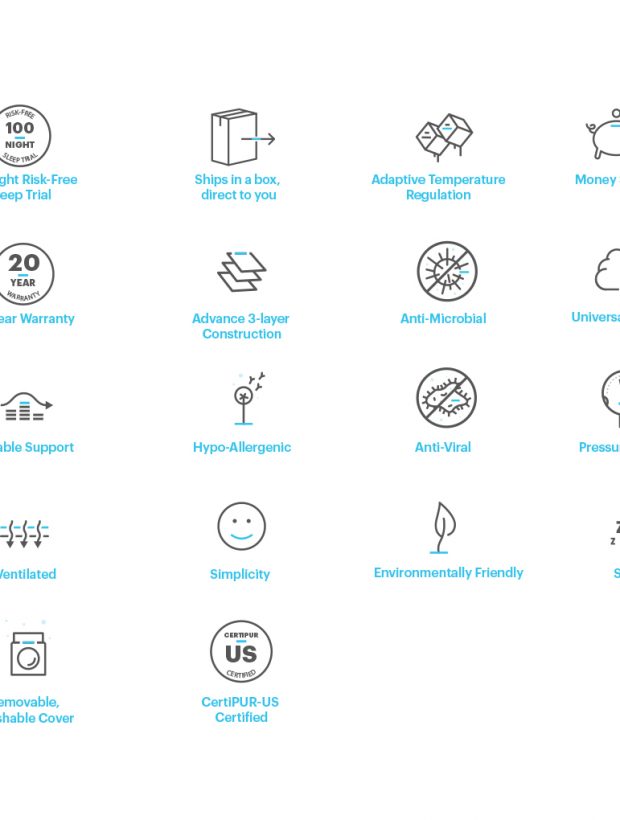 RISK-FREE
100
NIGHT
SLEEP TRIAL
ght Risk-Free
eep Trial
Ships in a box,
direct to you
Adaptive Temperature
Regulation
Money
20
YEAR
WARRANTY
ear Warranty
Advance 3-layer
Construction
Anti-Microbial
Universa
able Support
Hypo-Allergenic
Anti-Viral
Pressu
Ventilated
Simplicity
Environmentally Friendly
z
z
S
CERTIPUR
US
CERTIFIED
emovable,
shable Cover
CertiPUR-US
Certified